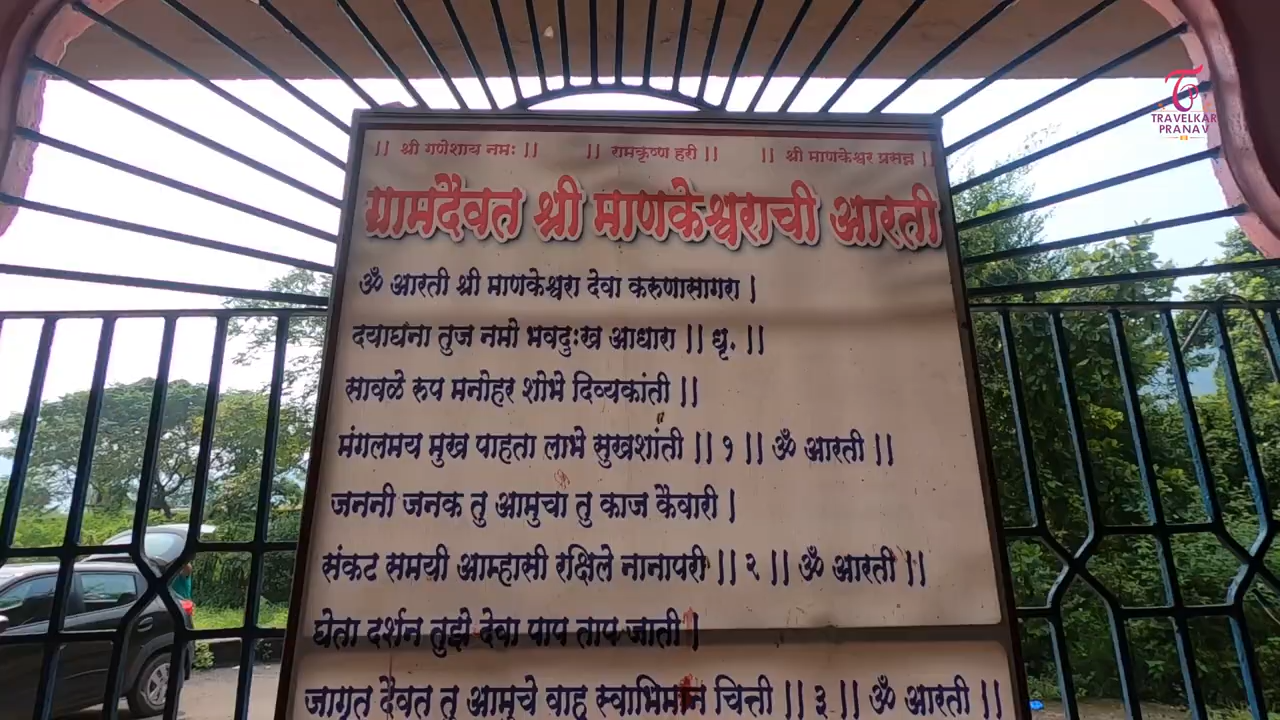 TRAVELKAR
PRANAV
|| श्री गणेशाय नमः || || रामकृष्ण हरी || || श्री माणकेश्वर प्रसन्न ||
ग्रामदैवत श्री माणकेश्वराची आरती
ॐ आरती श्री माणकेश्वरा देवा करुणासागरा |
दयाघना तुज नमो भवदुःख आधारा || धृ. ||
सावळे रुप मनोहर शोभे दिव्यकांती ||
मंगलमय मुख पाहता लाभे सुखशांती || १ || ॐ आरती ||
जननी जनक तु आमुचा तु काज कैवारी |
संकट समयी आम्हासी रक्षिले नानापरी || २ || ॐ आरती ||
घेता दर्शन तुझे देवा पाप ताप जाती |
जागृत दैवत तु आमुचे वाहु स्वाभिमान चित्ती || ३ || ॐ आरती ||